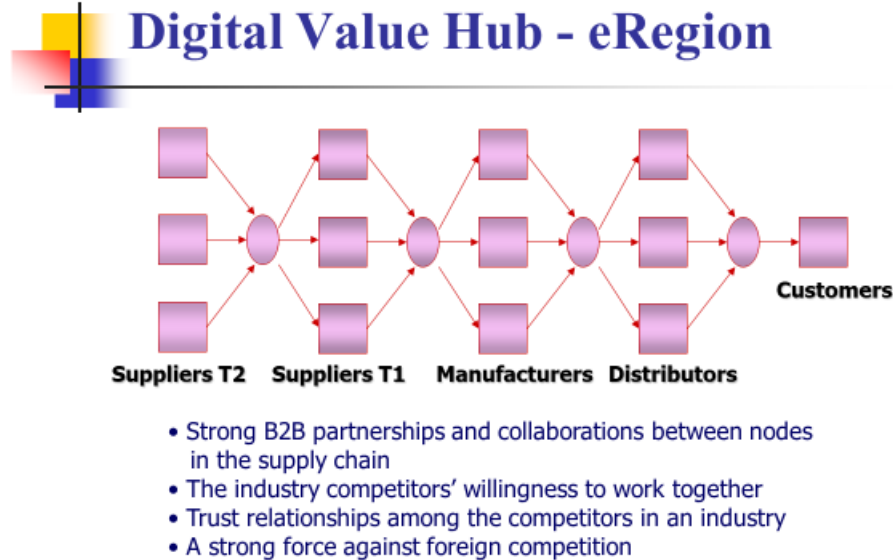 Digital Value Hub - eRegion
Customers
Suppliers T2 Suppliers T1 Manufacturers Distributors
• Strong B2B partnerships and collaborations between nodes
in the supply chain
• The industry competitors’ willingness to work together
• Trust relationships among the competitors in an industry
• A strong force against foreign competition